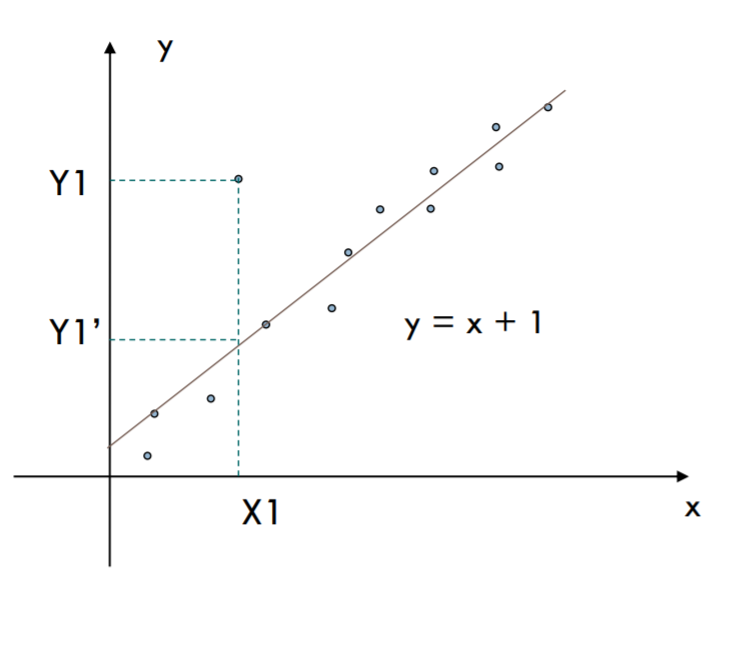 y
Y1
Y1’
y = x + 1
X1
x